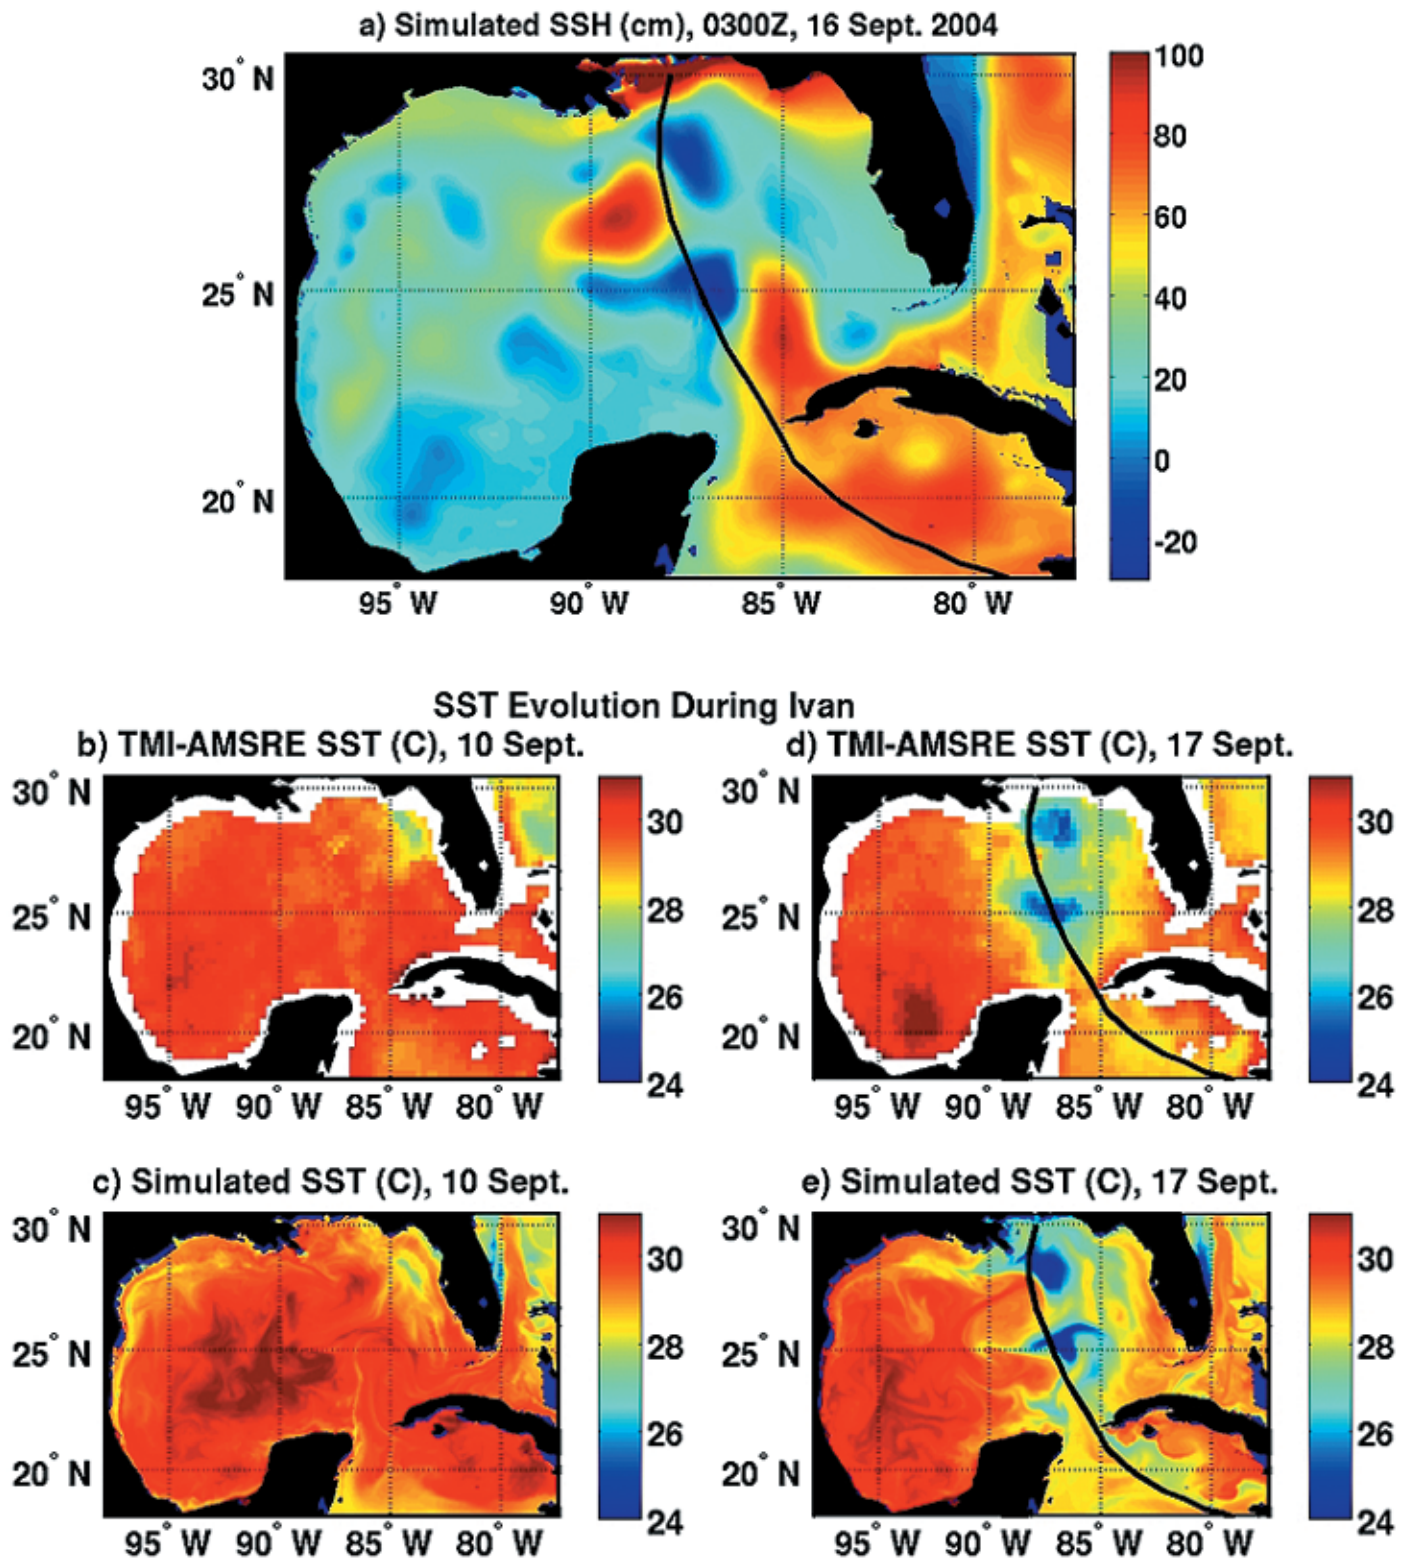 a) Simulated SSH (cm), 0300Z, 16 Sept. 2004
30° N
25° N
20° N
95° W 90° W 85° W 80° W
100
80
60
40
20
0
-20
SST Evolution During Ivan
b) TMI-AMSRE SST (C), 10 Sept.
30° N
25° N
20° N
95° W 90° W 85° W 80° W
30
28
26
24
d) TMI-AMSRE SST (C), 17 Sept.
30° N
25° N
20° N
95° W 90° W 85° W 80° W
30
28
26
24
c) Simulated SST (C), 10 Sept.
30° N
25° N
20° N
95° W 90° W 85° W 80° W
30
28
26
24
e) Simulated SST (C), 17 Sept.
30° N
25° N
20° N
95° W 90° W 85° W 80° W
30
28
26
24